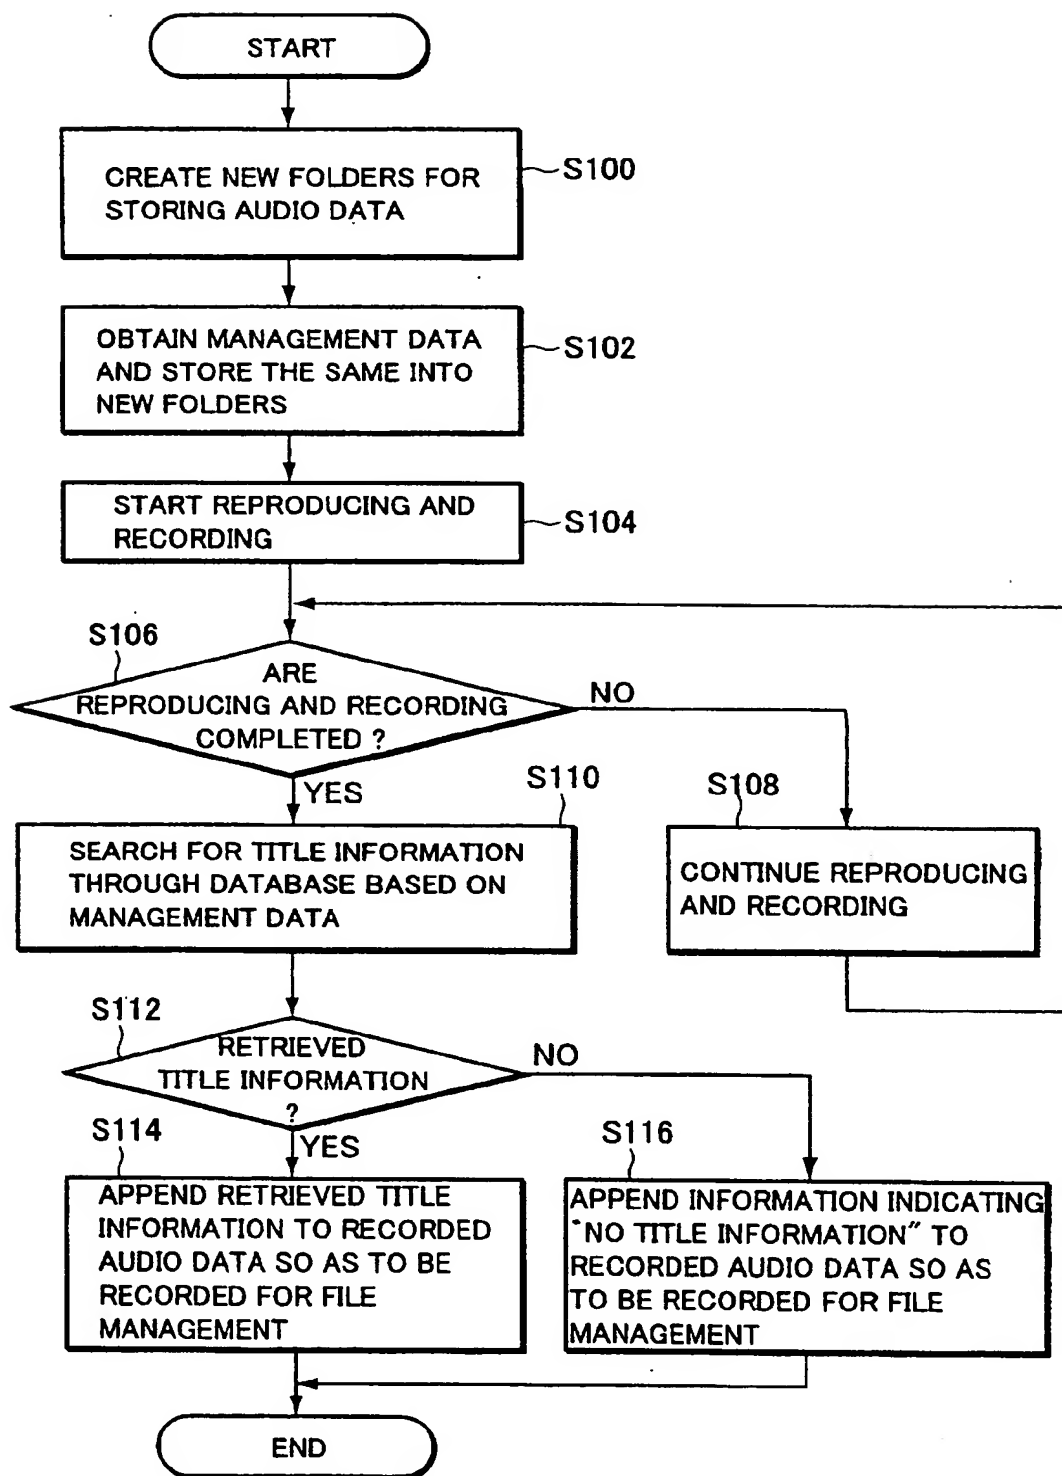 START
CREATE NEW FOLDERS FOR
STORING AUDIO DATA
S100
OBTAIN MANAGEMENT DATA
AND STORE THE SAME INTO
NEW FOLDERS
S102
START REPRODUCING AND
RECORDING
S104
S106
ARE
REPRODUCING AND RECORDING
COMPLETED ?
NO
YES
S110
SEARCH FOR TITLE INFORMATION
THROUGH DATABASE BASED ON
MANAGEMENT DATA
S108
CONTINUE REPRODUCING
AND RECORDING
S112
RETRIEVED
TITLE INFORMATION
?
NO
YES
S114
APPEND RETRIEVED TITLE
INFORMATION TO RECORDED
AUDIO DATA SO AS TO BE
RECORDED FOR FILE
MANAGEMENT
S116
APPEND INFORMATION INDICATING
"NO TITLE INFORMATION" TO
RECORDED AUDIO DATA SO AS
TO BE RECORDED FOR FILE
MANAGEMENT
END